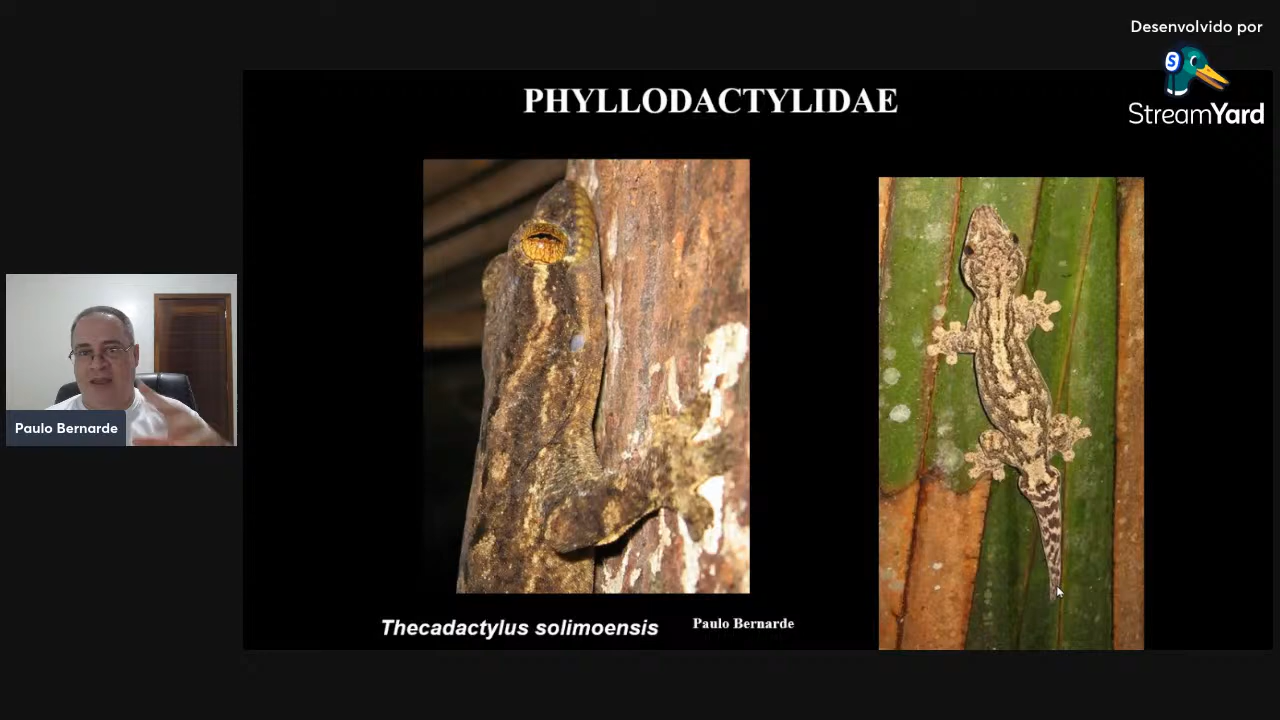 Desenvolvido por
S
StreamYard
PHYLLODACTYLIDAE
Paulo Bernarde
Thecadactylus solimoensis
Paulo Bernarde